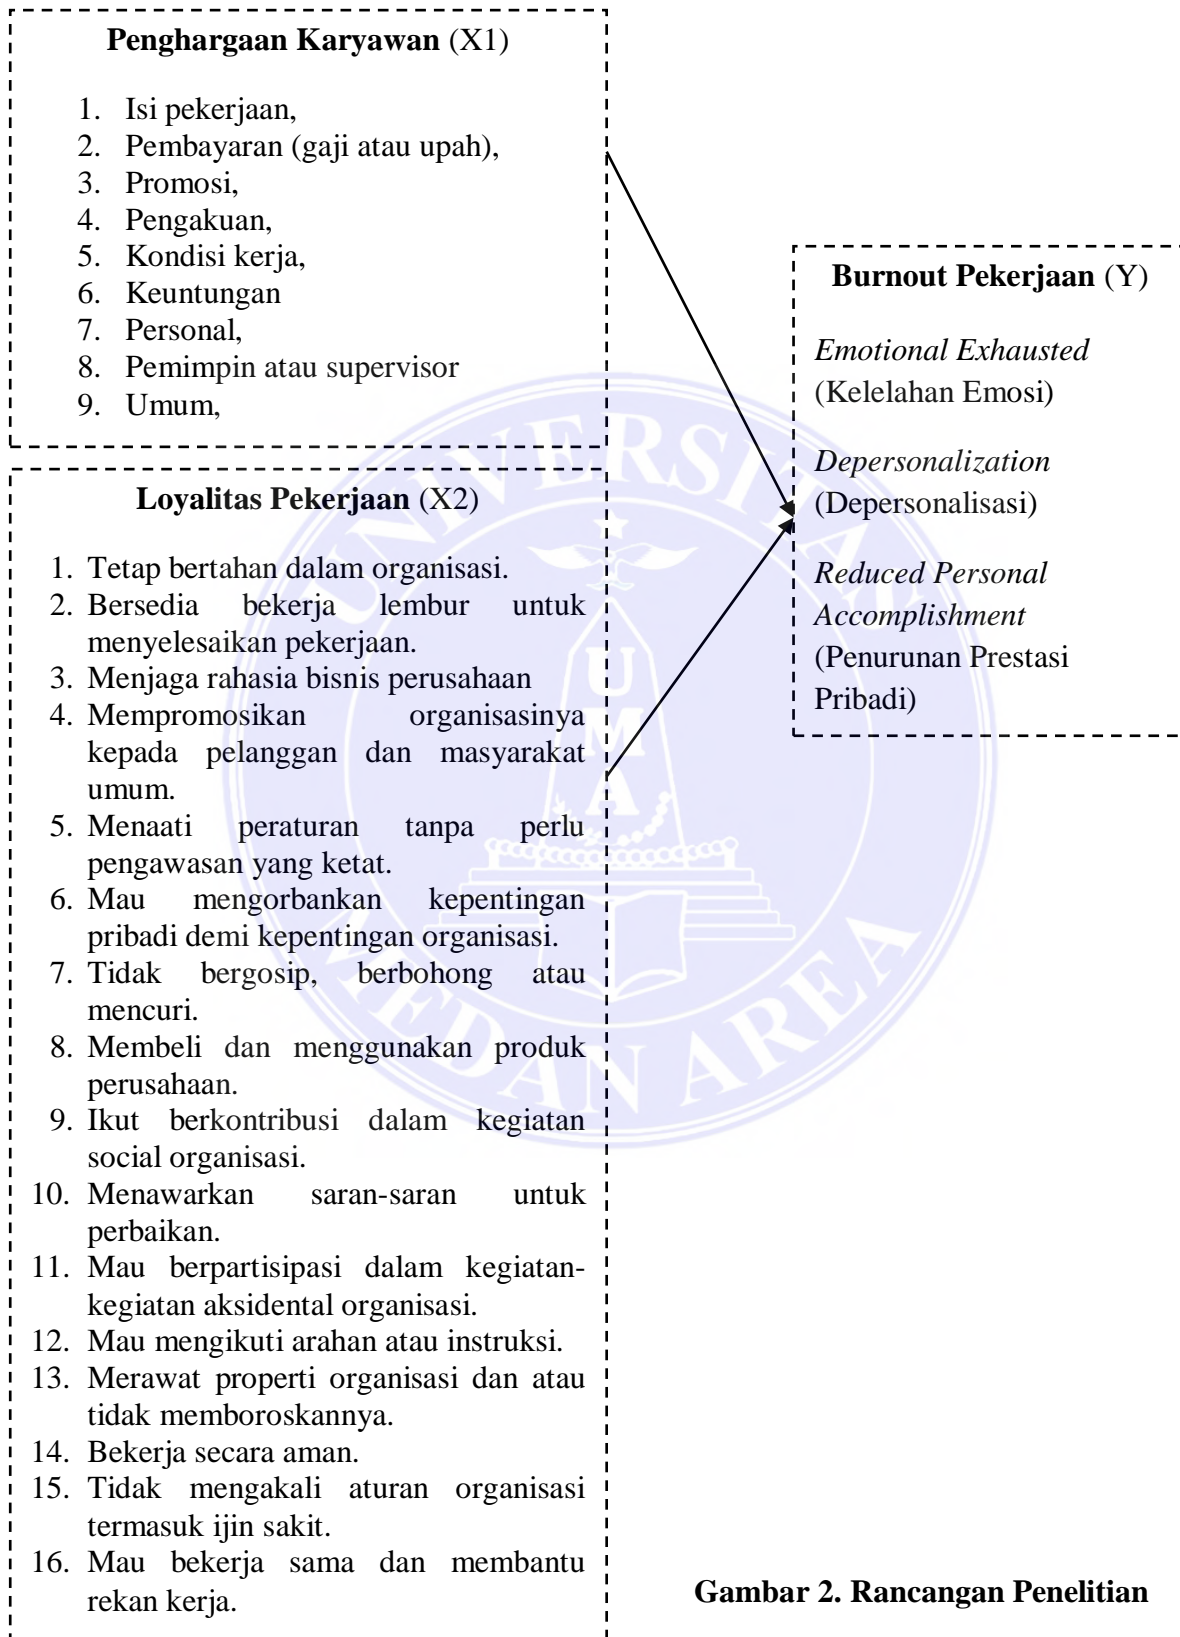 Penghargaan Karyawan (X1)
1. Isi pekerjaan,
2. Pembayaran (gaji atau upah),
3. Promosi,
4. Pengakuan,
5. Kondisi kerja,
6. Keuntungan
7. Personal,
8. Pemimpin atau supervisor
9. Umum,
Loyalitas Pekerjaan (X2)
1. Tetap bertahan dalam organisasi.
2. Bersedia bekerja lembur untuk
menyelesaikan pekerjaan.
3. Menjaga rahasia bisnis perusahaan
4. Mempromosikan organisasinya
kepada pelanggan dan masyarakat
umum.
5. Menaati peraturan tanpa perlu
pengawasan yang ketat.
6. Mau mengorbankan kepentingan
pribadi demi kepentingan organisasi.
7. Tidak bergosip, berbohong atau
mencuri.
8. Membeli dan menggunakan produk
perusahaan.
9. Ikut berkontribusi dalam kegiatan
social organisasi.
10. Menawarkan saran-saran untuk
perbaikan.
11. Mau berpartisipasi dalam kegiatan-
kegiatan aksidental organisasi.
12. Mau mengikuti arahan atau instruksi.
13. Merawat properti organisasi dan atau
tidak memboroskannya.
14. Bekerja secara aman.
15. Tidak mengakali aturan organisasi
termasuk ijin sakit.
16. Mau bekerja sama dan membantu
rekan kerja.
Burnout Pekerjaan (Y)
Emotional Exhausted
(Kelelahan Emosi)
Depersonalization
(Depersonalisasi)
Reduced Personal
Accomplishment
(Penurunan Prestasi
Pribadi)
Gambar 2. Rancangan Penelitian
UNIVERSITAS
MEDAN AREA
U
M
A